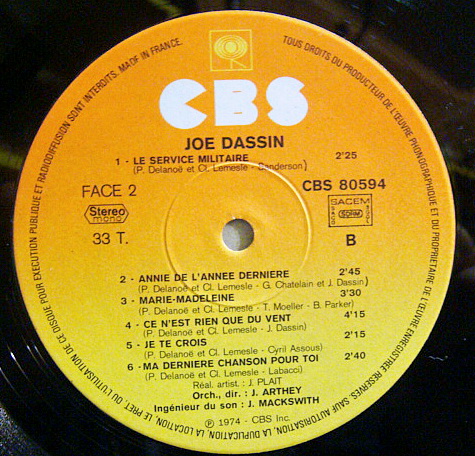 TOUS DROITS DU PRODUCTEUR DE L'ŒUVRE PHONOGRAPHIQUE ET DU PROPRIETAIRE DE L'ŒUVRE ENREGISTREE RESERVES. SAUF AUTORISATION, LA DUPLICATION, LA LOCATION, LE PRET, OU L'UTILISATION DE CE DISQUE POUR EXECUTION PUBLIQUE ET RADIODIFFUSION SONT INTERDITS. MADE IN FRANCE.
CBS
JOE DASSIN
1 - LE SERVICE MILITAIRE 2'25
(P. Delanoë et Cl. Lemesle - Sanderson)
FACE 2 CBS 80594
Stereo SACEM
mono SACD SDRM SGDL
33 T. B
2 - ANNIE DE L'ANNEE DERNIERE 2'45
(P. Delanoë et Cl. Lemesle - G. Chatelain et J. Dassin)
3 - MARIE-MADELEINE 3'30
(P. Delanoë et Cl. Lemesle - T. Moeller - B. Parker)
4 - CE N'EST RIEN QUE DU VENT 4'15
(P. Delanoë et Cl. Lemesle - J. Dassin)
5 - JE TE CROIS 2'15
(P. Delanoë et Cl. Lemesle - Cyril Assous)
6 - MA DERNIERE CHANSON POUR TOI 2'40
(P. Delanoë et Cl. Lemesle - Labacci)
Réal. artist. : J. PLAIT
Orch., dir. : J. ARTHEY
Ingénieur du son : J. MACKSWITH
℗ 1974 - CBS Inc.